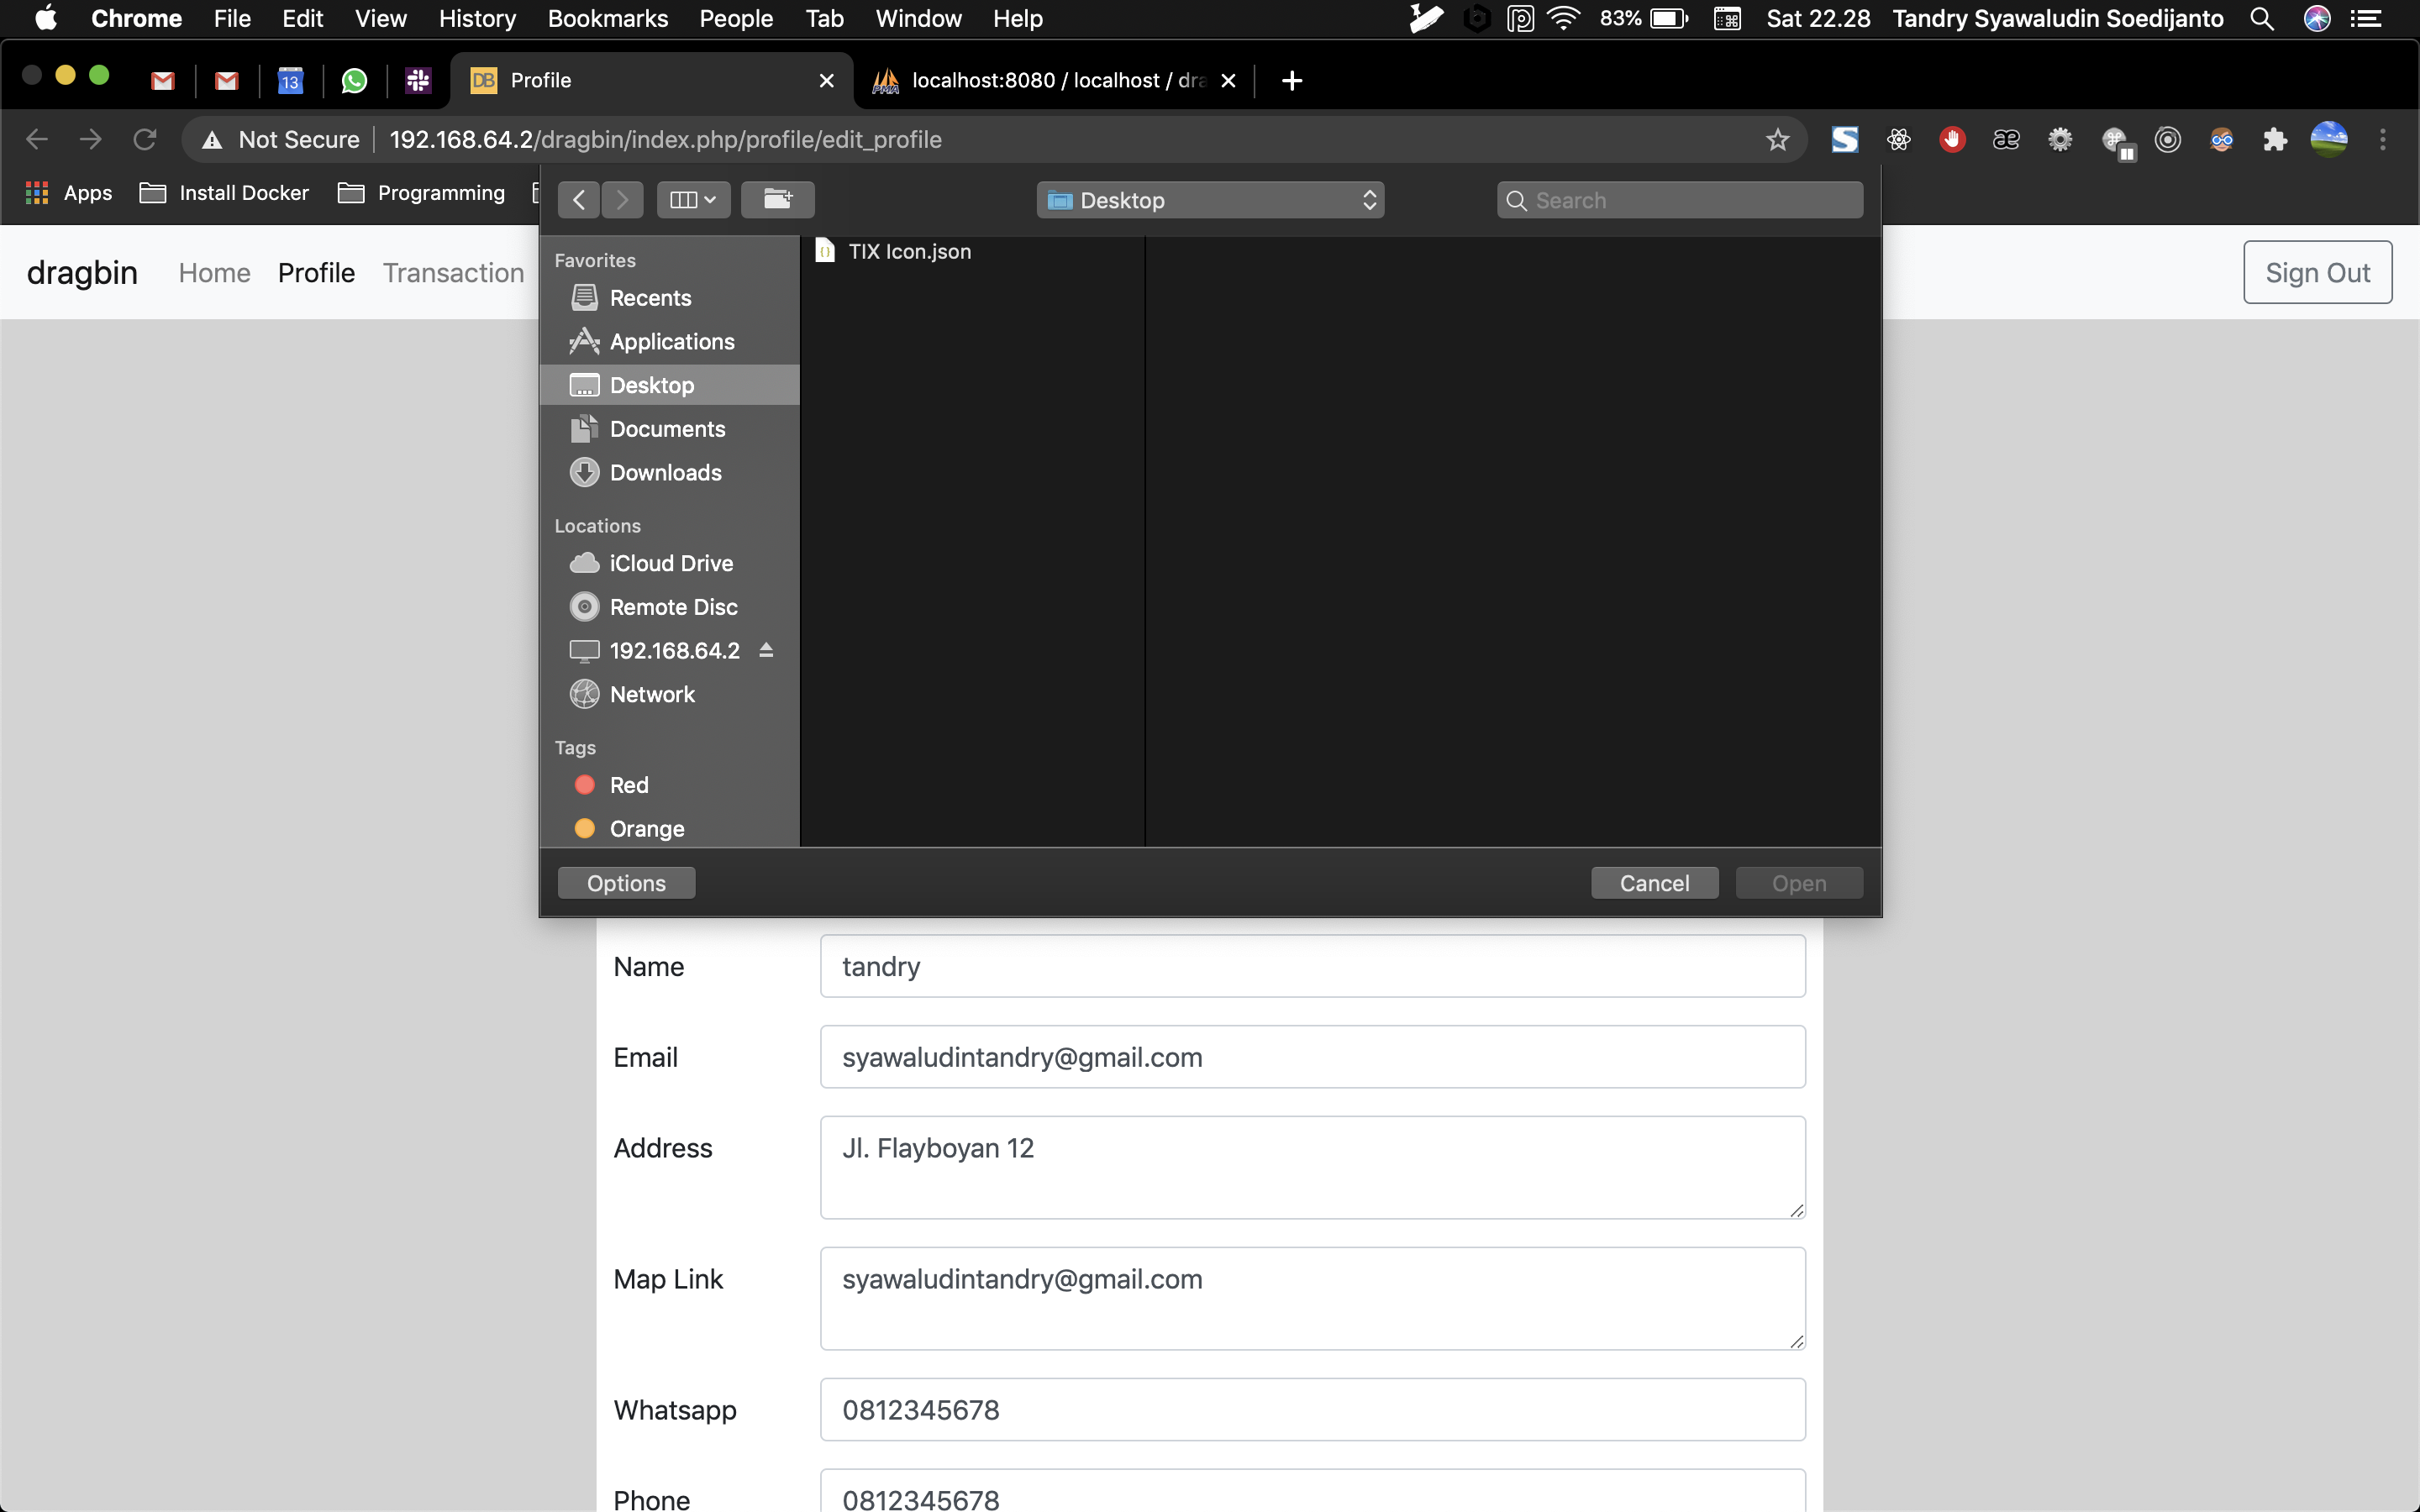 Chrome File Edit View History Bookmarks People Tab Window Help 83% Sat 22.28 Tandry Syawaludin Soedijanto
13 DB Profile PMA localhost:8080 / localhost / dra
Not Secure 192.168.64.2/dragbin/index.php/profile/edit_profile
Apps Install Docker Programming
Desktop Search
dragbin Home Profile Transaction Sign Out
Favorites
TIX Icon.json
Recents
Applications
Desktop
Documents
Downloads
Locations
iCloud Drive
Remote Disc
192.168.64.2
Network
Tags
Red
Orange
Options Cancel Open
Name tandry
Email syawaludintandry@gmail.com
Address Jl. Flayboyan 12
Map Link syawaludintandry@gmail.com
Whatsapp 0812345678
Phone 0812345678